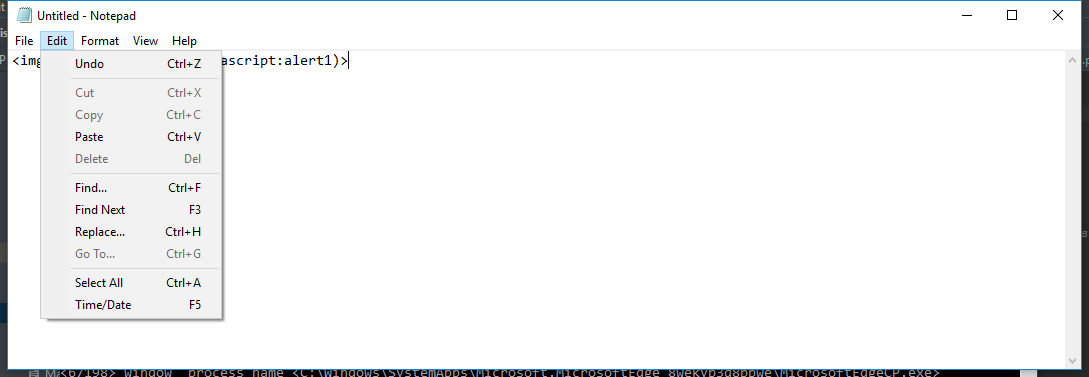 Untitled - Notepad
File Edit Format View Help
<img ascript:alert1)>
Undo Ctrl+Z
Cut Ctrl+X
Copy Ctrl+C
Paste Ctrl+V
Delete Del
Find... Ctrl+F
Find Next F3
Replace... Ctrl+H
Go To... Ctrl+G
Select All Ctrl+A
Time/Date F5
<6/198> window process name <C:\Windows\SystemApps\Microsoft.MicrosoftEdge_8wekyb3d8bbwe\MicrosoftEdgeCP.exe>